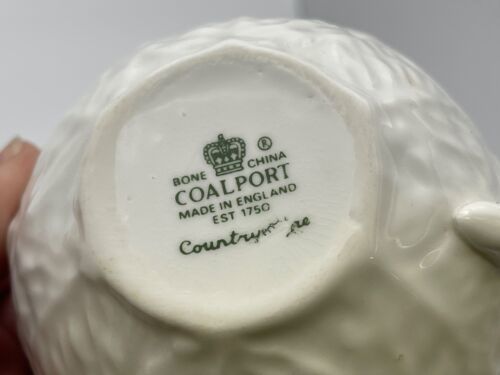 BONE CHINA ®
COALPORT
MADE IN ENGLAND
EST 1750